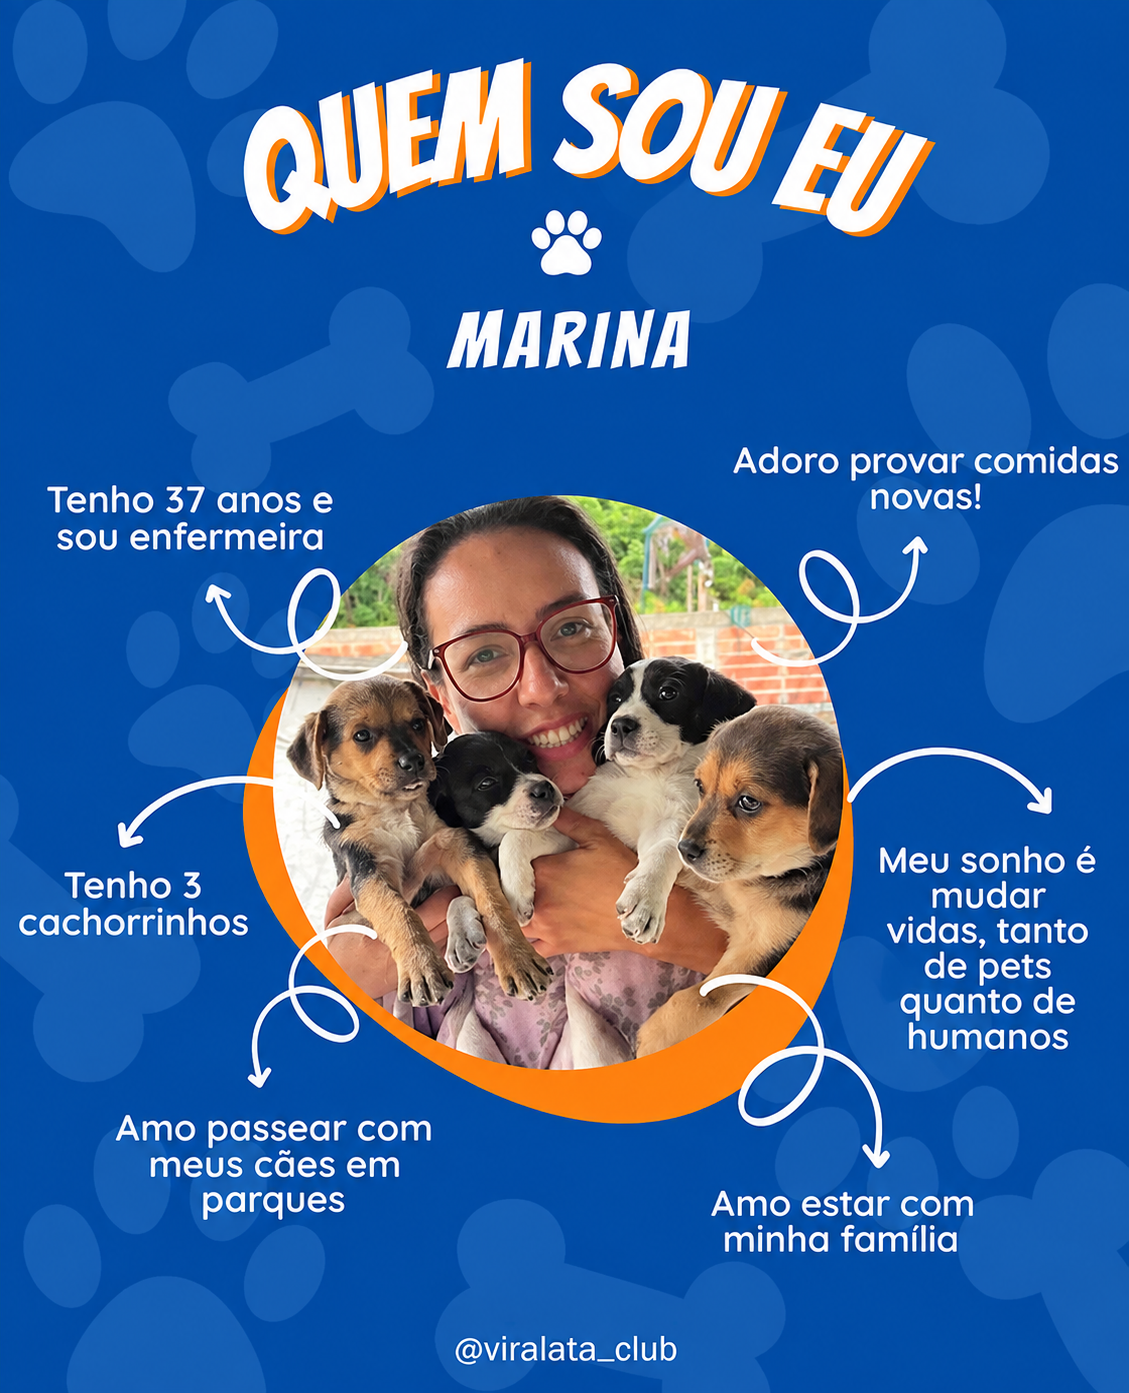 QUEM SOU EU
MARINA
Adoro provar comidas
novas!
Tenho 37 anos e
sou enfermeira
Meu sonho é
mudar
vidas, tanto
de pets
quanto de
humanos
Tenho 3
cachorrinhos
Amo passear com
meus cães em
parques
Amo estar com
minha família
@viralata_club